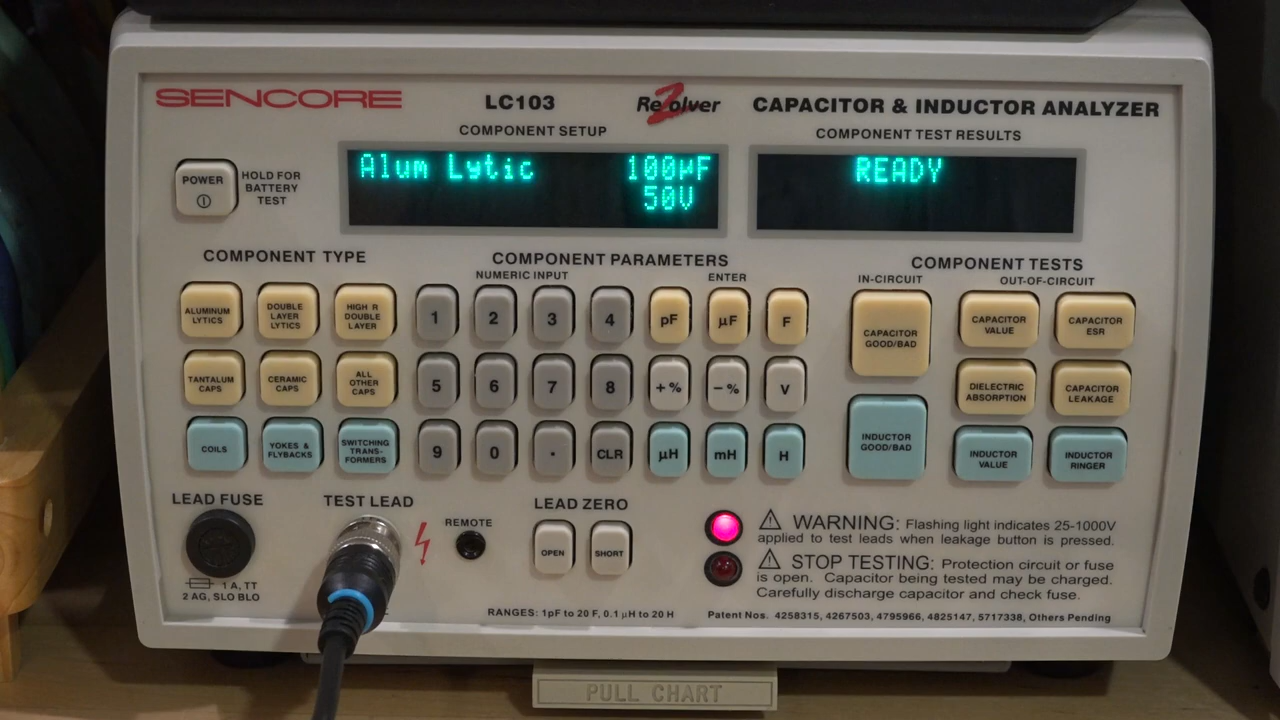 SENCORE
LC103
ReZolver
CAPACITOR & INDUCTOR ANALYZER
COMPONENT SETUP
COMPONENT TEST RESULTS
Alum Lytic 100µF
50V
READY
POWER
HOLD FOR
BATTERY
TEST
COMPONENT TYPE
COMPONENT PARAMETERS
COMPONENT TESTS
NUMERIC INPUT
ENTER
IN-CIRCUIT
OUT-OF-CIRCUIT
ALUMINUM
LYTICS
DOUBLE
LAYER
LYTICS
HIGH R
DOUBLE
LAYER
1
2
3
4
pF
µF
F
CAPACITOR
GOOD/BAD
CAPACITOR
VALUE
CAPACITOR
ESR
TANTALUM
CAPS
CERAMIC
CAPS
ALL
OTHER
CAPS
5
6
7
8
+%
-%
V
DIELECTRIC
ABSORPTION
CAPACITOR
LEAKAGE
COILS
YOKES &
FLYBACKS
SWITCHING
TRANS-
FORMERS
9
0
.
CLR
µH
mH
H
INDUCTOR
GOOD/BAD
INDUCTOR
VALUE
INDUCTOR
RINGER
LEAD FUSE
TEST LEAD
REMOTE
LEAD ZERO
OPEN
SHORT
1 A, TT
2 AG, SLO BLO
WARNING: Flashing light indicates 25-1000V
applied to test leads when leakage button is pressed.
STOP TESTING: Protection circuit or fuse
is open. Capacitor being tested may be charged.
Carefully discharge capacitor and check fuse.
RANGES: 1pF to 20 F, 0.1 µH to 20 H
Patent Nos. 4258315, 4267503, 4795966, 4825147, 5717338, Others Pending
PULL CHART